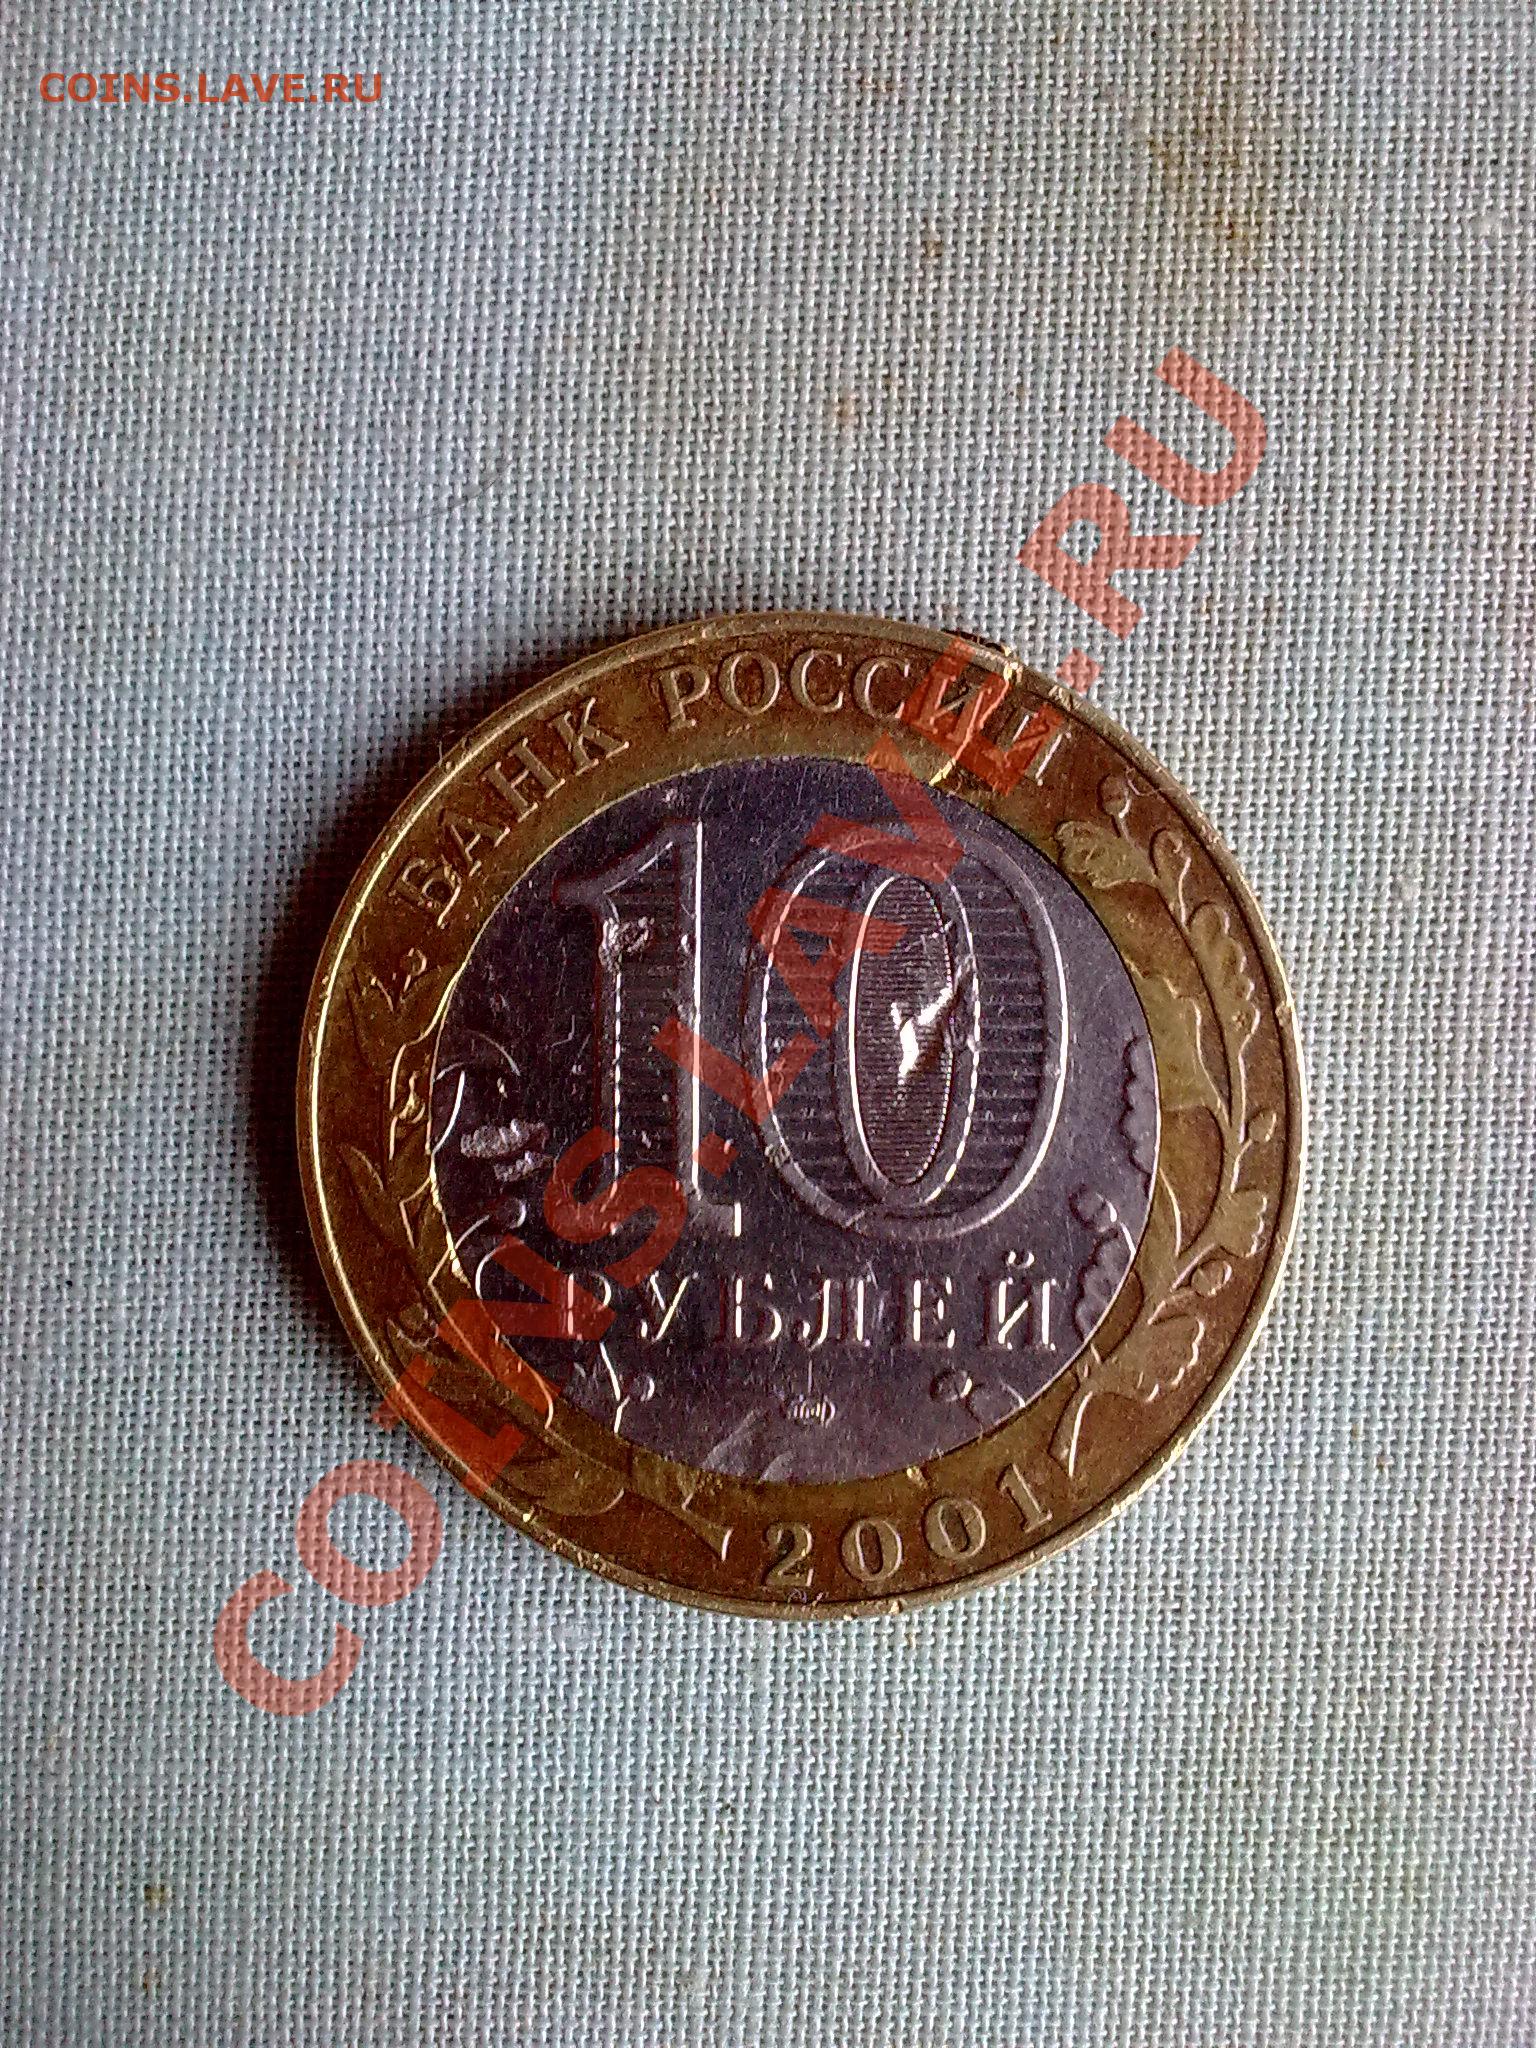 COINS.LAVE.RU
БАНК РОССИИ
10
РУБЛЕЙ
2001
COINS.LAVE.RU